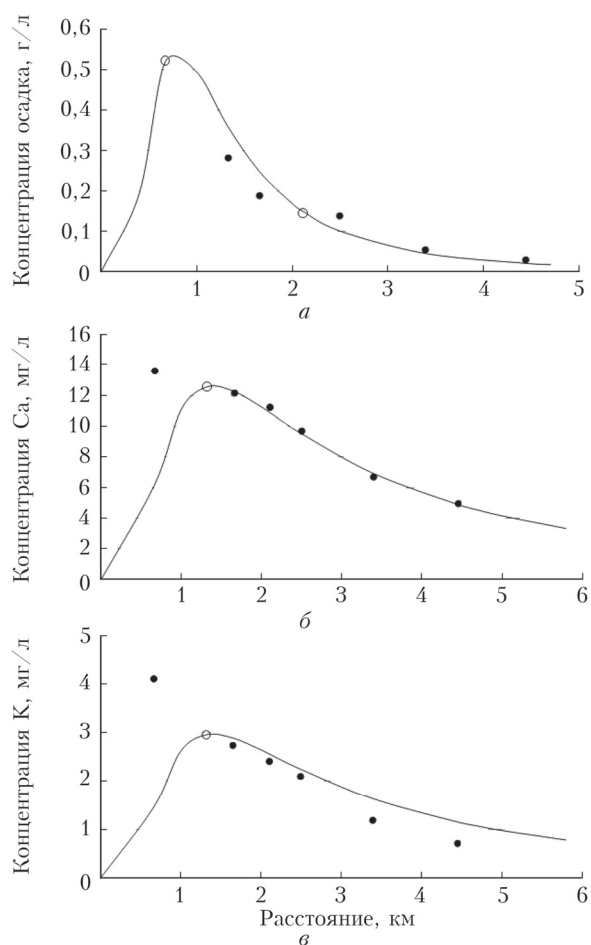 Концентрация осадка, г/л
0,6
0,5
0,4
0,3
0,2
0,1
0
1 2 3 4 5
а
Концентрация Ca, мг/л
16
14
12
10
8
6
4
2
0
1 2 3 4 5 6
б
Концентрация K, мг/л
5
4
3
2
1
0
1 2 3 4 5 6
Расстояние, км
в